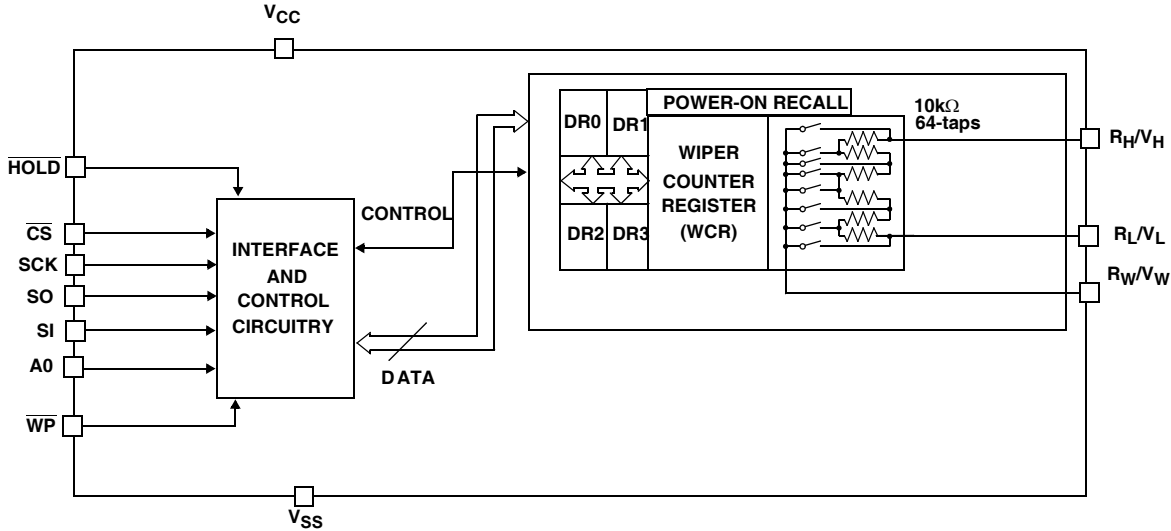 VCC
HOLD
CS
SCK
SO
SI
A0
WP
INTERFACE
AND
CONTROL
CIRCUITRY
CONTROL
DATA
POWER-ON RECALL
DR0
DR1
DR2
DR3
WIPER
COUNTER
REGISTER
(WCR)
10kΩ
64-taps
RH/VH
RL/VL
RW/VW
VSS